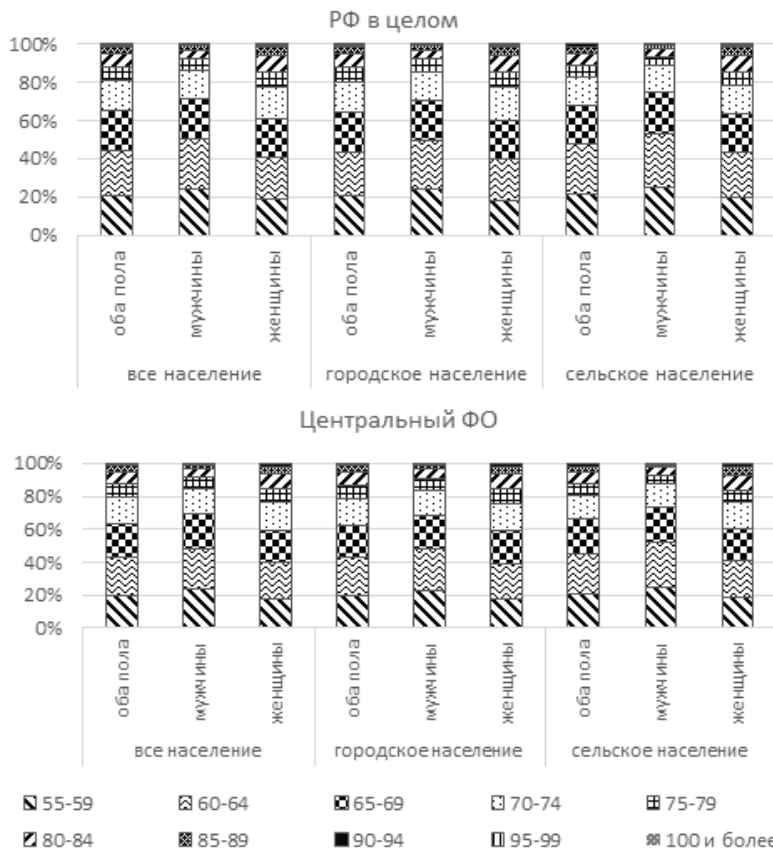 РФ в целом
100%
80%
60%
40%
20%
0%
оба пола
мужчины
женщины
оба пола
мужчины
женщины
оба пола
мужчины
женщины
все население
городское население
сельское население
Центральный ФО
100%
80%
60%
40%
20%
0%
оба пола
мужчины
женщины
оба пола
мужчины
женщины
оба пола
мужчины
женщины
все население
городское население
сельское население
55-59 60-64 65-69 70-74 75-79
80-84 85-89 90-94 95-99 100 и более